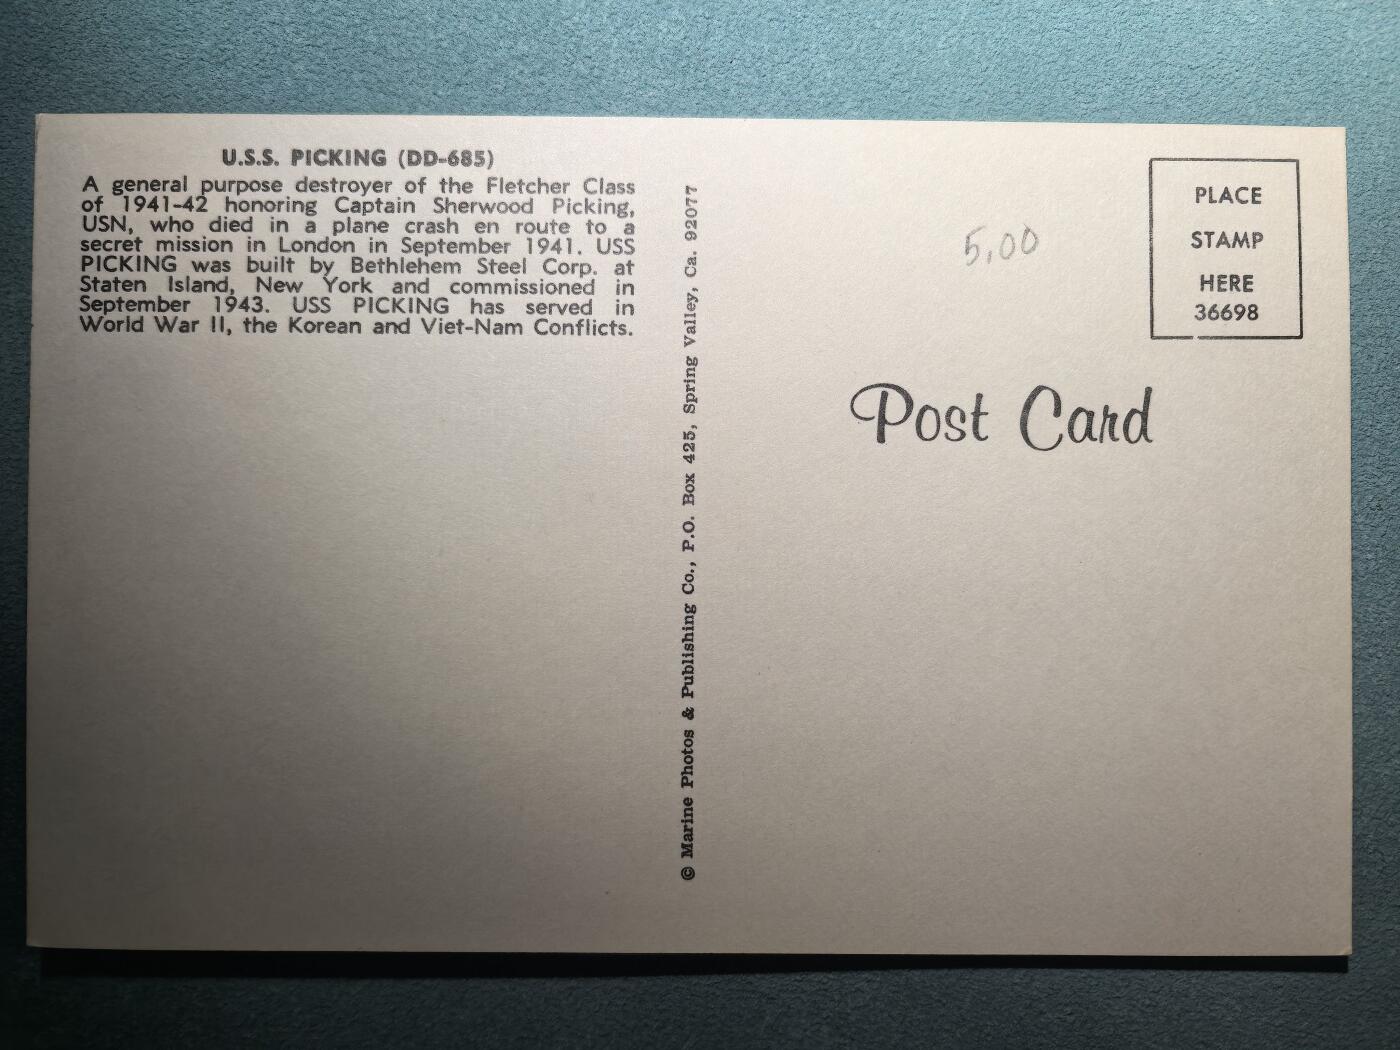 U.S.S. PICKING (DD-685)
A general purpose destroyer of the Fletcher Class
of 1941-42 honoring Captain Sherwood Picking,
USN, who died in a plane crash en route to a
secret mission in London in September 1941. USS
PICKING was built by Bethlehem Steel Corp. at
Staten Island, New York and commissioned in
September 1943. USS PICKING has served in
World War II, the Korean and Viet-Nam Conflicts.
© Marine Photos & Publishing Co., P.O. Box 425, Spring Valley, Ca. 92077
5,00
PLACE
STAMP
HERE
36698
Post Card